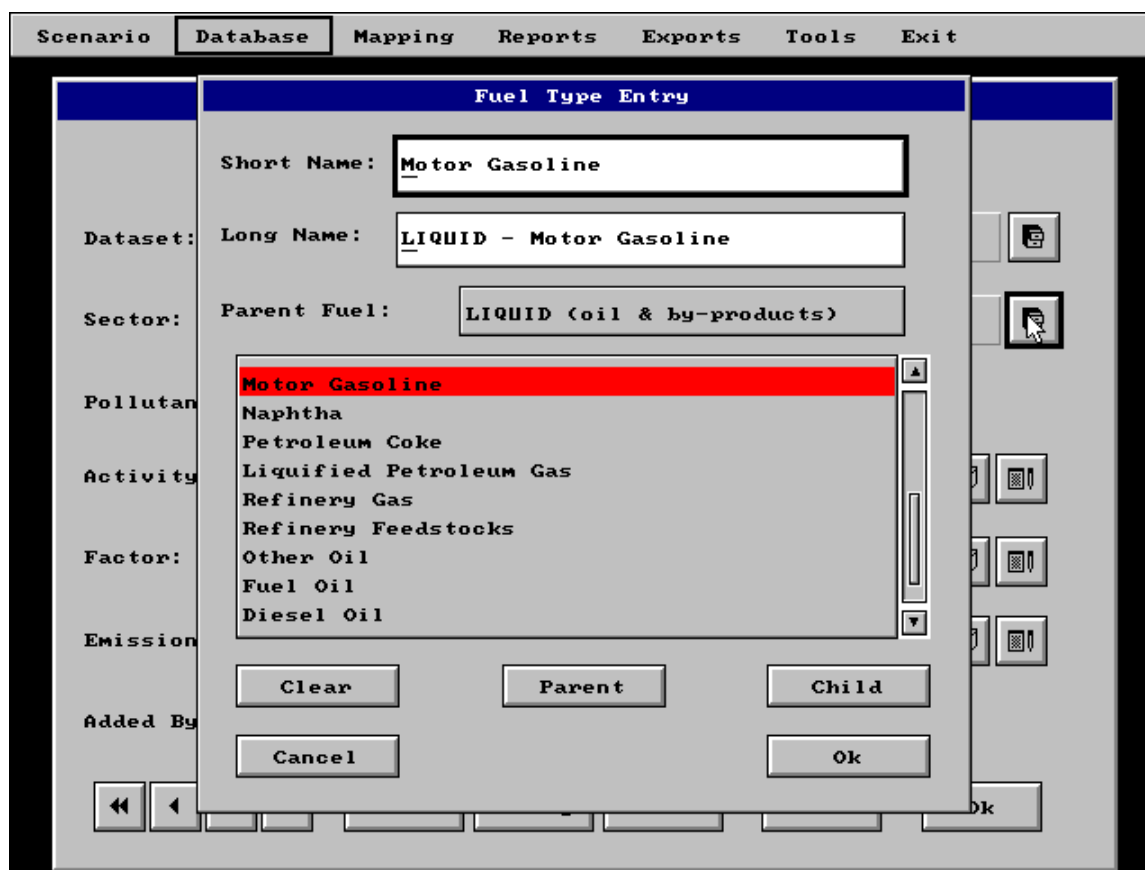 Scenario Database Mapping Reports Exports Tools Exit
Fuel Type Entry
Short Name: Motor Gasoline
Dataset: Long Name: LIQUID - Motor Gasoline
Sector: Parent Fuel: LIQUID (oil & by-products)
Motor Gasoline
Pollutan
Naphtha
Petroleum Coke
Activity
Liquified Petroleum Gas
Refinery Gas
Refinery Feedstocks
Factor: Other Oil
Fuel Oil
Diesel Oil
Emission
Clear Parent Child
Added By
Cancel Ok
Ok